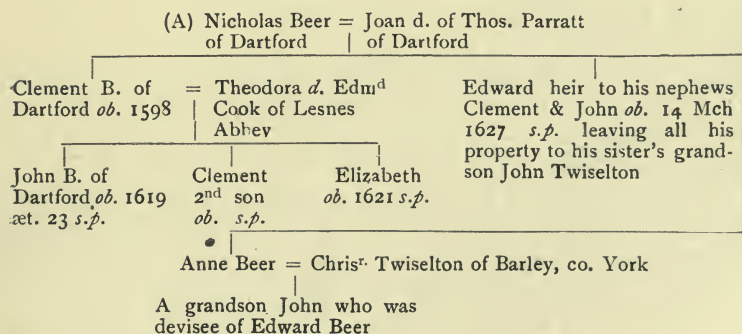 (A) Nicholas Beer = Joan d. of Thos. Parratt
of Dartford | of Dartford
Clement B. of = Theodora d. Edmd
Dartford ob. 1598 | Cook of Lesnes
Abbey
Edward heir to his nephews
Clement & John ob. 14 Mch
1627 s.p. leaving all his
property to his sister's grand-
son John Twiselton
John B. of
Dartford ob. 1619
æt. 23 s.p.
Clement
2nd son
ob. s.p.
Elizabeth
ob. 1621 s.p.
Anne Beer = Chrisr. Twiselton of Barley, co. York
A grandson John who was
devisee of Edward Beer